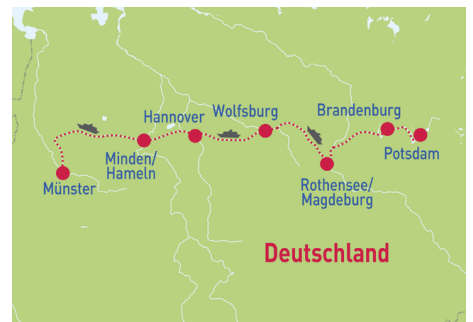 Brandenburg
Wolfsburg
Hannover
Potsdam
Minden/
Hameln
Münster
Rothensee/
Magdeburg
Deutschland